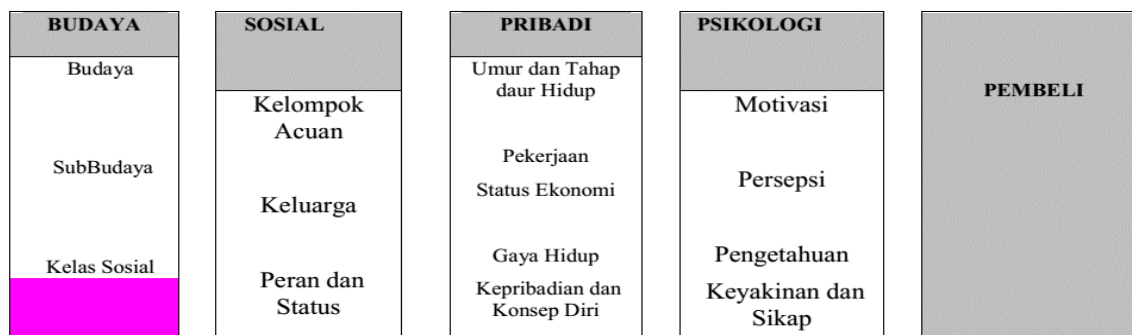 BUDAYA
Budaya
SubBudaya
Kelas Sosial
SOSIAL
Kelompok
Acuan
Keluarga
Peran dan
Status
PRIBADI
Umur dan Tahap
daur Hidup
Pekerjaan
Status Ekonomi
Gaya Hidup
Kepribadian dan
Konsep Diri
PSIKOLOGI
Motivasi
Persepsi
Pengetahuan
Keyakinan dan
Sikap
PEMBELI